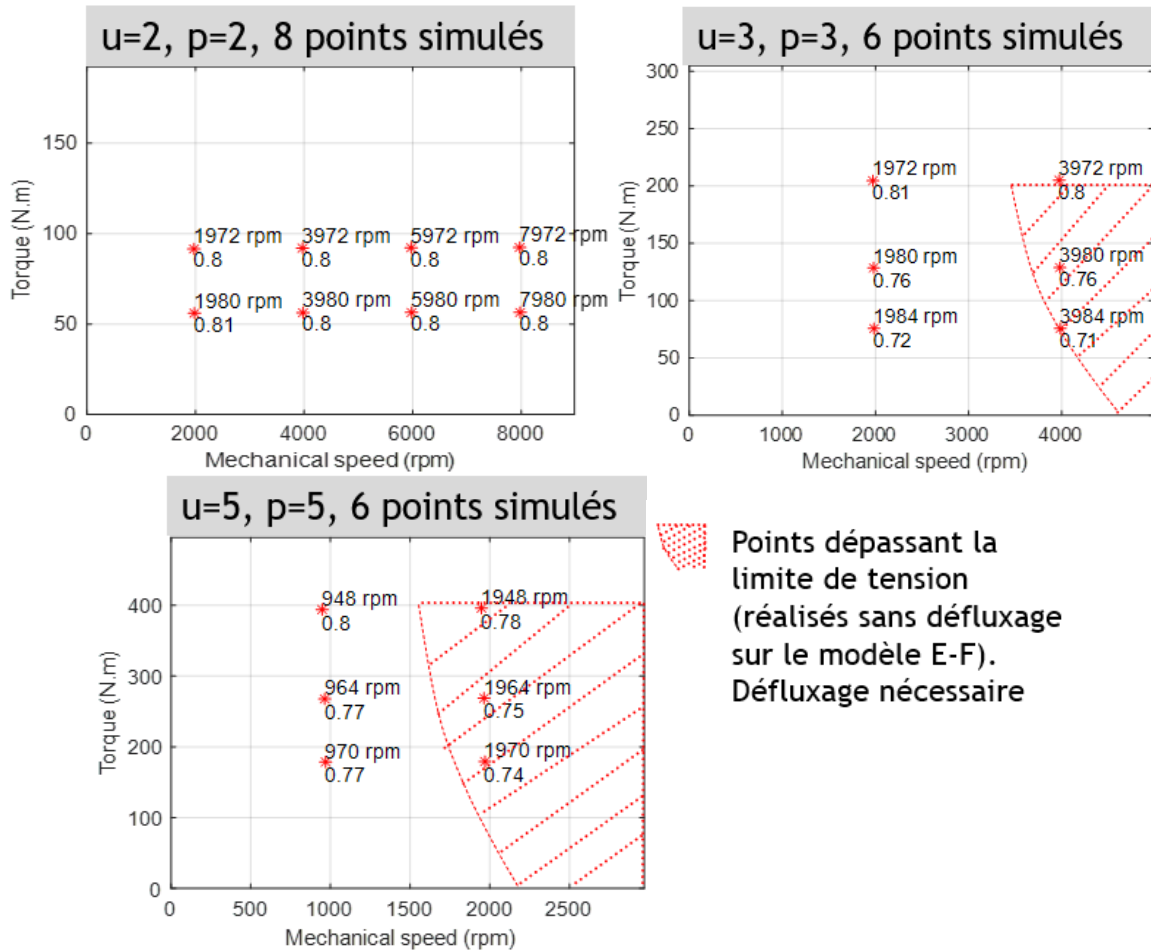 u=2, p=2, 8 points simulés
Torque (N.m)
150
100
50
0
1972 rpm
0.8
3972 rpm
0.8
5972 rpm
0.8
7972 rpm
0.8
1980 rpm
0.81
3980 rpm
0.8
5980 rpm
0.8
7980 rpm
0.8
0 2000 4000 6000 8000
Mechanical speed (rpm)
u=3, p=3, 6 points simulés
Torque (N.m)
300
250
200
150
100
50
0
1972 rpm
0.81
3972 rpm
0.8
1980 rpm
0.76
3980 rpm
0.76
1984 rpm
0.72
3984 rpm
0.71
0 1000 2000 3000 4000
Mechanical speed (rpm)
u=5, p=5, 6 points simulés
Torque (N.m)
400
300
200
100
0
948 rpm
0.8
1948 rpm
0.78
964 rpm
0.77
1964 rpm
0.75
970 rpm
0.77
1970 rpm
0.74
0 500 1000 1500 2000 2500
Mechanical speed (rpm)
Points dépassant la
limite de tension
(réalisés sans défluxage
sur le modèle E-F).
Défluxage nécessaire